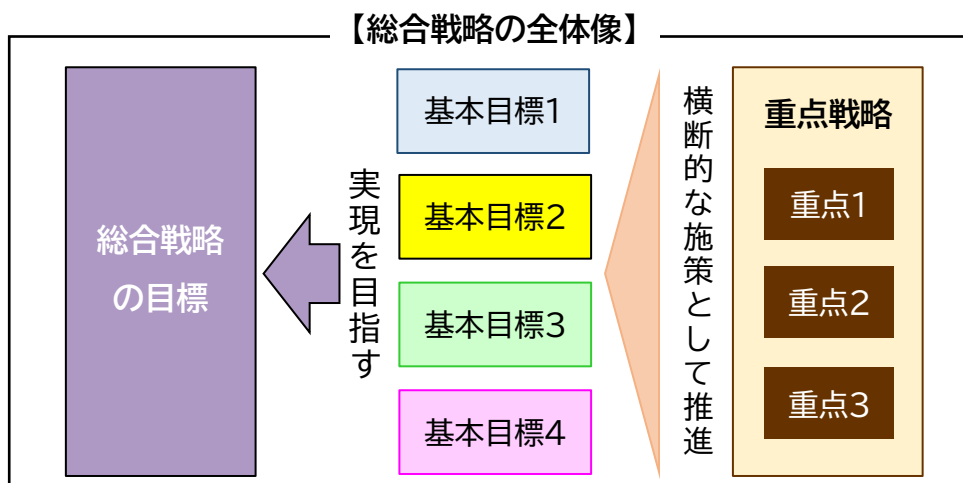 【総合戦略の全体像】
総合戦略
の目標
実現を目指す
基本目標1
基本目標2
基本目標3
基本目標4
横断的な施策として推進
重点戦略
重点1
重点2
重点3